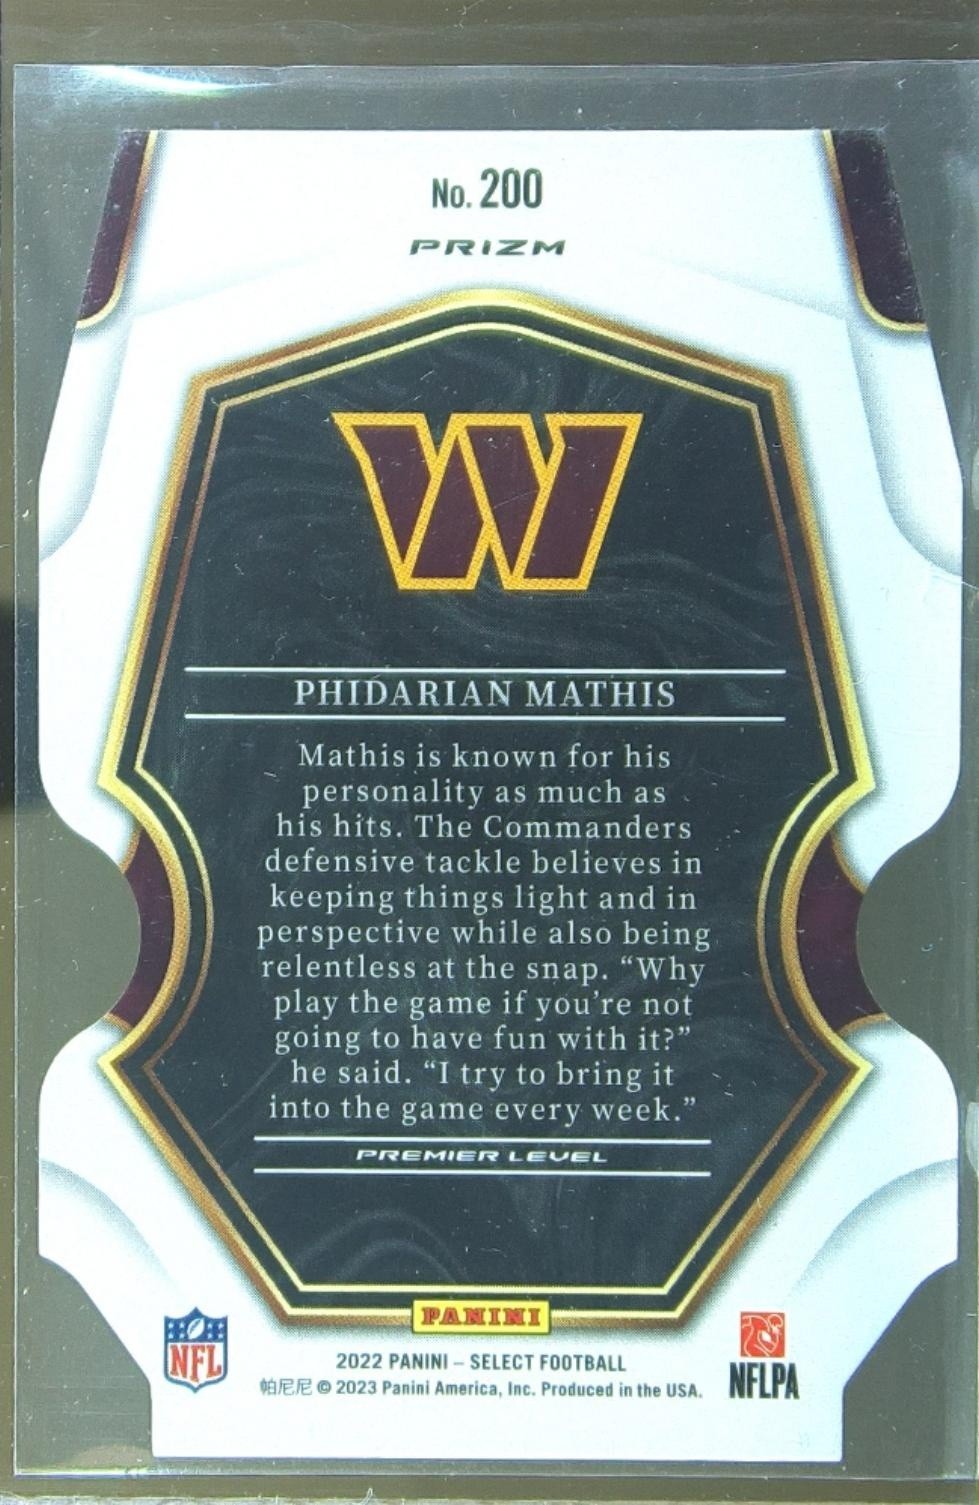 No. 200
PRIZM
W
PHIDARIAN MATHIS
Mathis is known for his
personality as much as
his hits. The Commanders
defensive tackle believes in
keeping things light and in
perspective while also being
relentless at the snap. “Why
play the game if you’re not
going to have fun with it?”
he said. “I try to bring it
into the game every week.”
PREMIER LEVEL
PANINI
NFL
2022 PANINI – SELECT FOOTBALL
帕尼尼 © 2023 Panini America, Inc. Produced in the USA.
NFLPA